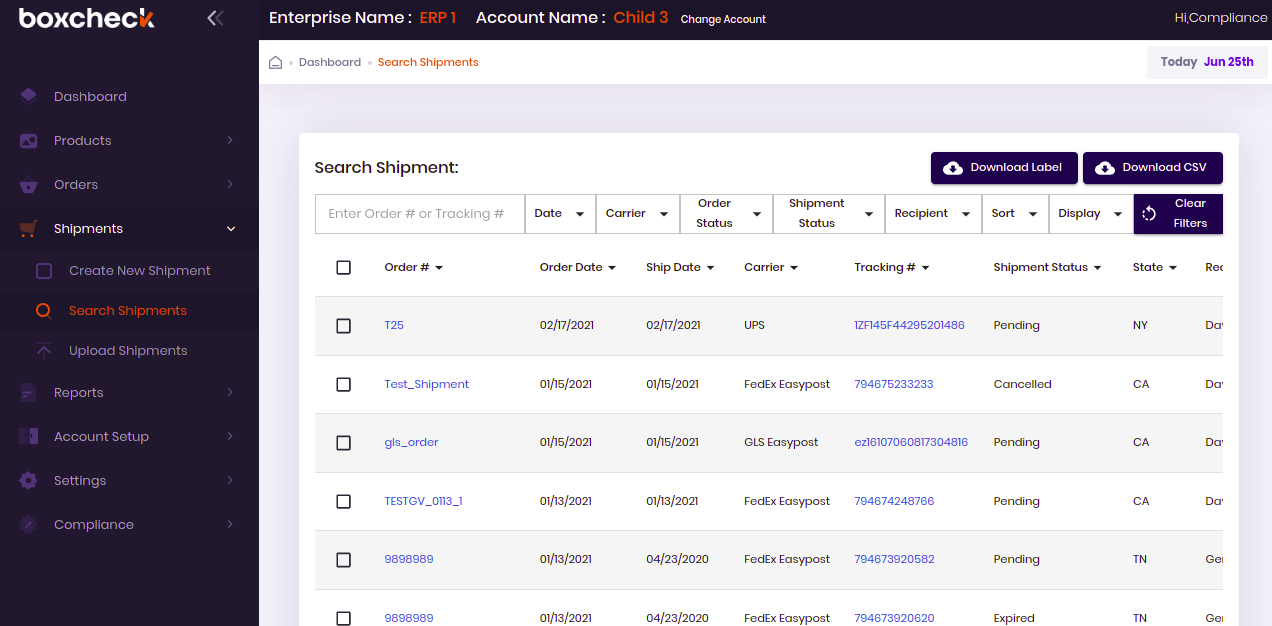 boxcheck
Enterprise Name : ERP 1 Account Name : Child 3 Change Account
Hi,Compliance
Dashboard
Search Shipments
Today Jun 25th
Dashboard
Products
Orders
Shipments
Create New Shipment
Search Shipments
Upload Shipments
Reports
Account Setup
Settings
Compliance
Search Shipment:
Download Label
Download CSV
Enter Order # or Tracking #
Date
Carrier
Order
Status
Shipment
Status
Recipient
Sort
Display
Clear
Filters
Order # Order Date Ship Date Carrier Tracking # Shipment Status State Rec
T25 02/17/2021 02/17/2021 UPS 1ZF145F44295201486 Pending NY Da
Test_Shipment 01/15/2021 01/15/2021 FedEx Easypost 794675233233 Cancelled CA Da
gls_order 01/15/2021 01/15/2021 GLS Easypost ez16107060817304816 Pending CA Da
TESTGV_0113_1 01/13/2021 01/13/2021 FedEx Easypost 794674248766 Pending CA Da
9898989 01/13/2021 04/23/2020 FedEx Easypost 794673920582 Pending TN Ge
9898989 01/13/2021 04/23/2020 FedEx Easypost 794673920620 Expired TN Ge